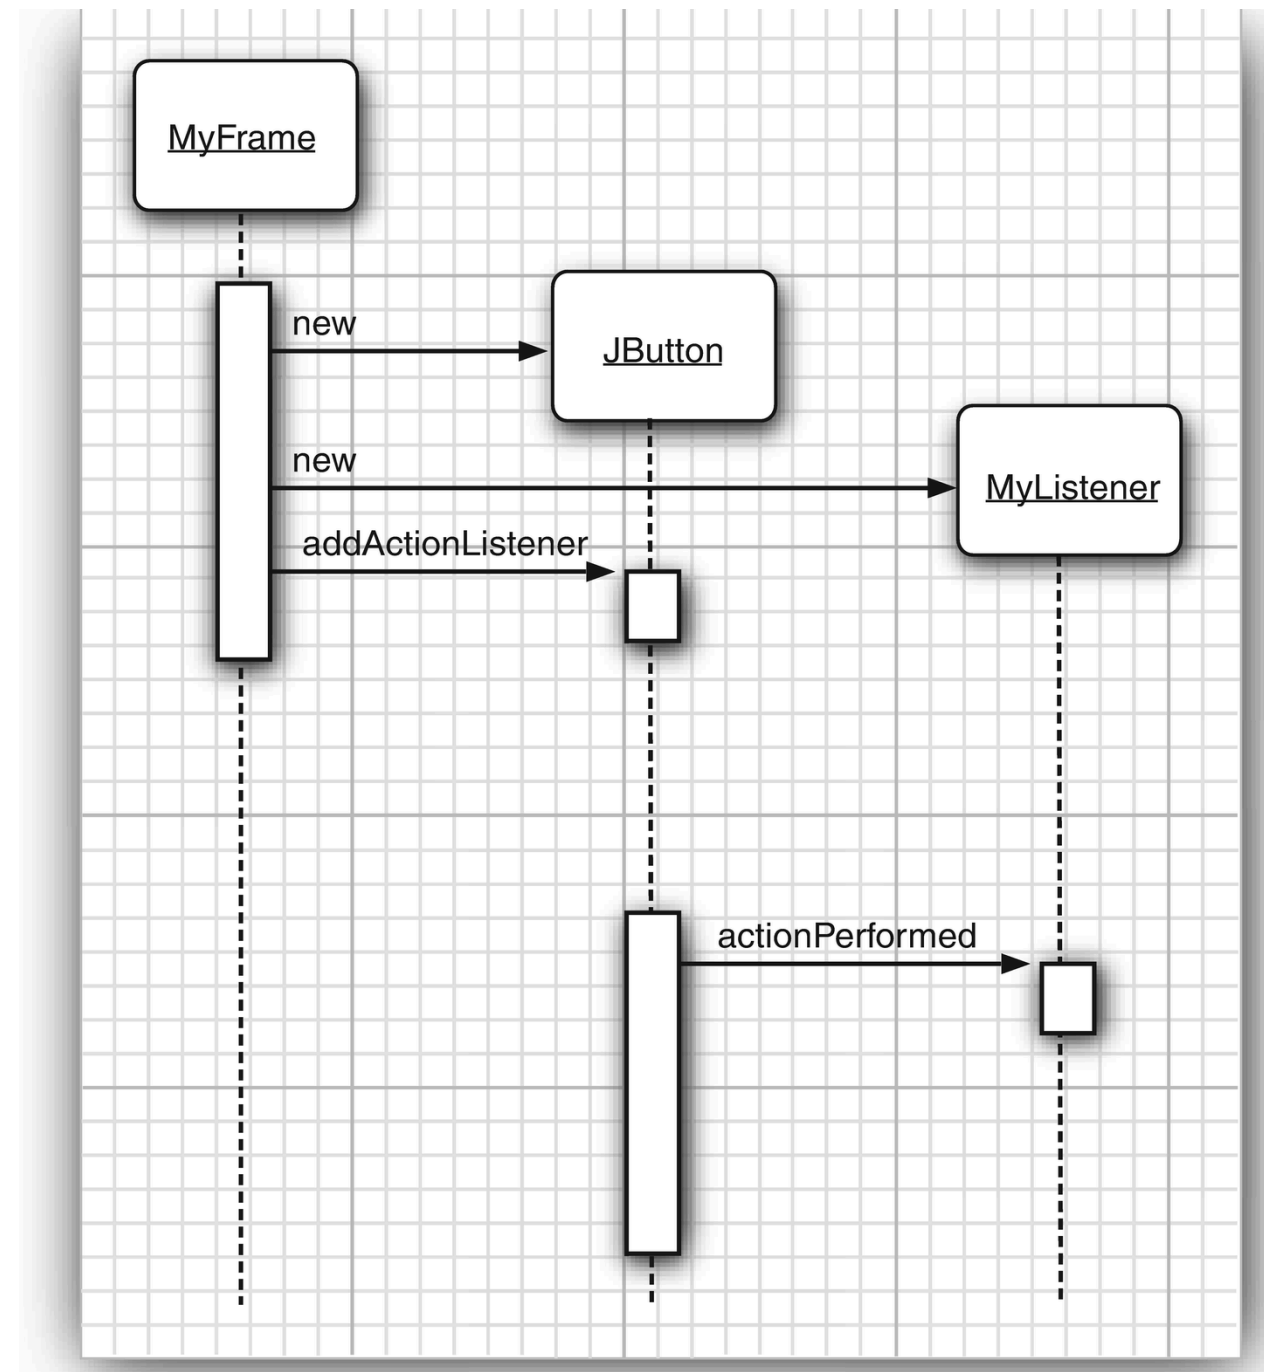 MyFrame
new
JButton
new
MyListener
addActionListener
actionPerformed